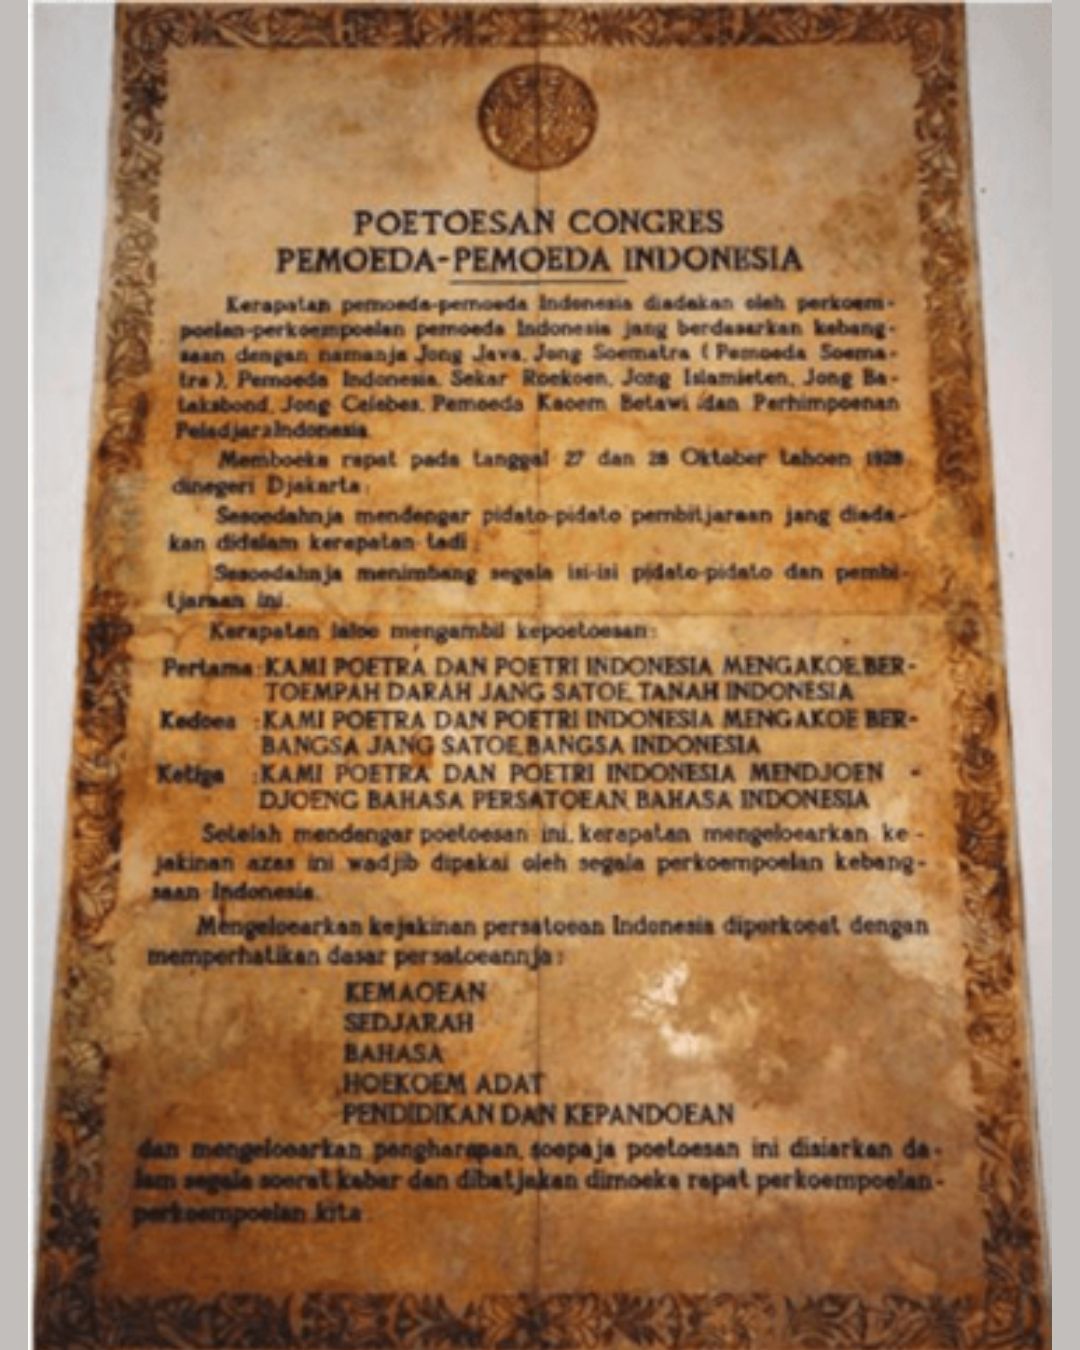 POETOESAN CONGRES
PEMOEDA-PEMOEDA INDONESIA
Kerapatan pemoeda-pemoeda Indonesia diadakan oleh perkoem-
poelan-perkoempoelan pemoeda Indonesia jang berdasarkan kebang-
saan dengan namanja Jong Java, Jong Soematra (Pemoeda Soema-
tra), Pemoeda Indonesia, Sekar Roekoen, Jong Islamieten, Jong Ba-
taksbond, Jong Celebes, Pemoeda Kaoem Betawi dan Perhimpoenan
Peladjar2Indonesia.
Memboeka rapat pada tanggal 27 dan 28 Oktober tahoen 1928
dinegeri Djakarta;
Sesoedahnja mendengar pidato-pidato pembitjaraan jang diada-
kan didalam kerapatan tadi;
Sesoedahnja menimbang segala isi-isi pidato-pidato dan pembi-
tjaraan ini.
Kerapatan laloe mengambil kepoetoesan:
Pertama :KAMI POETRA DAN POETRI INDONESIA MENGAKOE BER-
TOEMPAH DARAH JANG SATOE, TANAH INDONESIA
Kedoea :KAMI POETRA DAN POETRI INDONESIA MENGAKOE BER-
BANGSA JANG SATOE, BANGSA INDONESIA
Ketiga :KAMI POETRA DAN POETRI INDONESIA MENDJOEN -
DJOENG BAHASA PERSATOEAN, BAHASA INDONESIA
Setelah mendengar poetoesan ini, kerapatan mengeloearkan ke-
jakinan azas ini wadjib dipakai oleh segala perkoempoelan kebang-
saan Indonesia.
Mengeloearkan kejakinan persatoean Indonesia diperkoeat dengan
memperhatikan dasar persatoeannja:
KEMAOEAN
SEDJARAH
BAHASA
HOEKOEM ADAT
PENDIDIKAN DAN KEPANDOEAN
dan mengeloearkan pengharapan, soepaja poetoesan ini disiarkan da-
lam segala soerat kabar dan dibatjakan dimoeka rapat perkoempoelan-
perkoempoelan kita